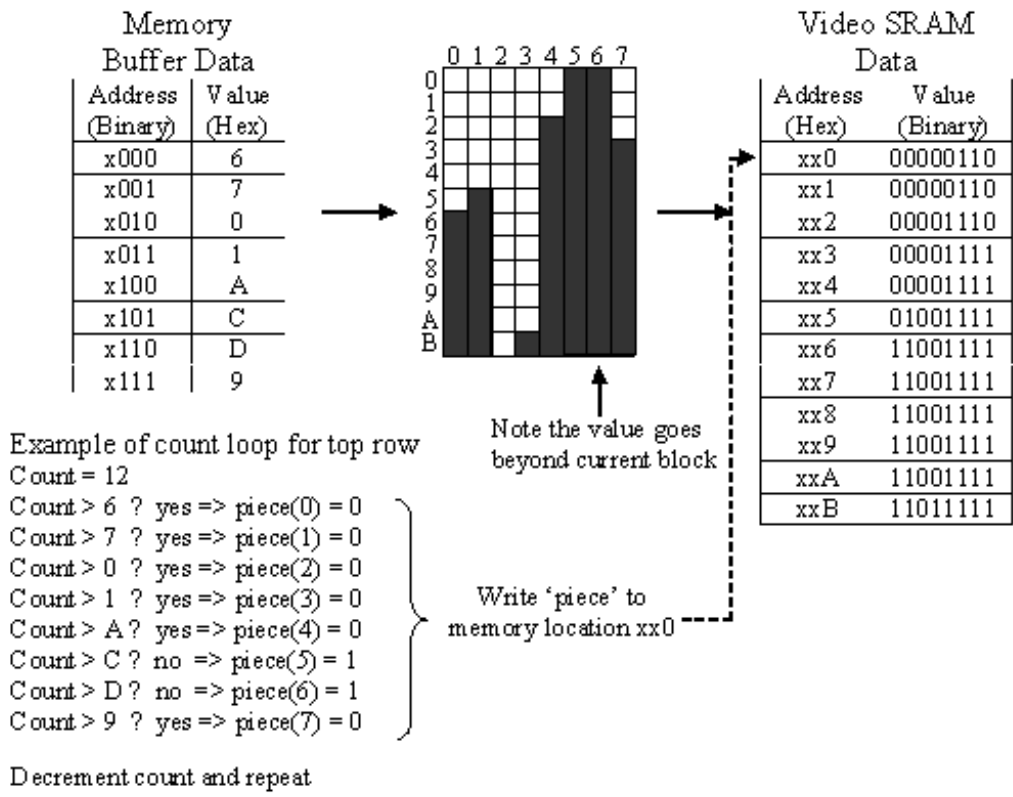 Memory
Buffer Data
Address Value
(Binary) (Hex)
x000 6
x001 7
x010 0
x011 1
x100 A
x101 C
x110 D
x111 9
0 1 2 3 4 5 6 7
0
1
2
3
4
5
6
7
8
9
A
B
Note the value goes
beyond current block
Video SRAM
Data
Address Value
(Hex) (Binary)
xx0 00000110
xx1 00000110
xx2 00001110
xx3 00001111
xx4 00001111
xx5 01001111
xx6 11001111
xx7 11001111
xx8 11001111
xx9 11001111
xxA 11001111
xxB 11011111
Example of count loop for top row
Count = 12
Count > 6 ? yes => piece(0) = 0
Count > 7 ? yes => piece(1) = 0
Count > 0 ? yes => piece(2) = 0
Count > 1 ? yes => piece(3) = 0
Count > A ? yes => piece(4) = 0
Count > C ? no => piece(5) = 1
Count > D ? no => piece(6) = 1
Count > 9 ? yes => piece(7) = 0
Write ‘piece’ to
memory location xx0
Decrement count and repeat